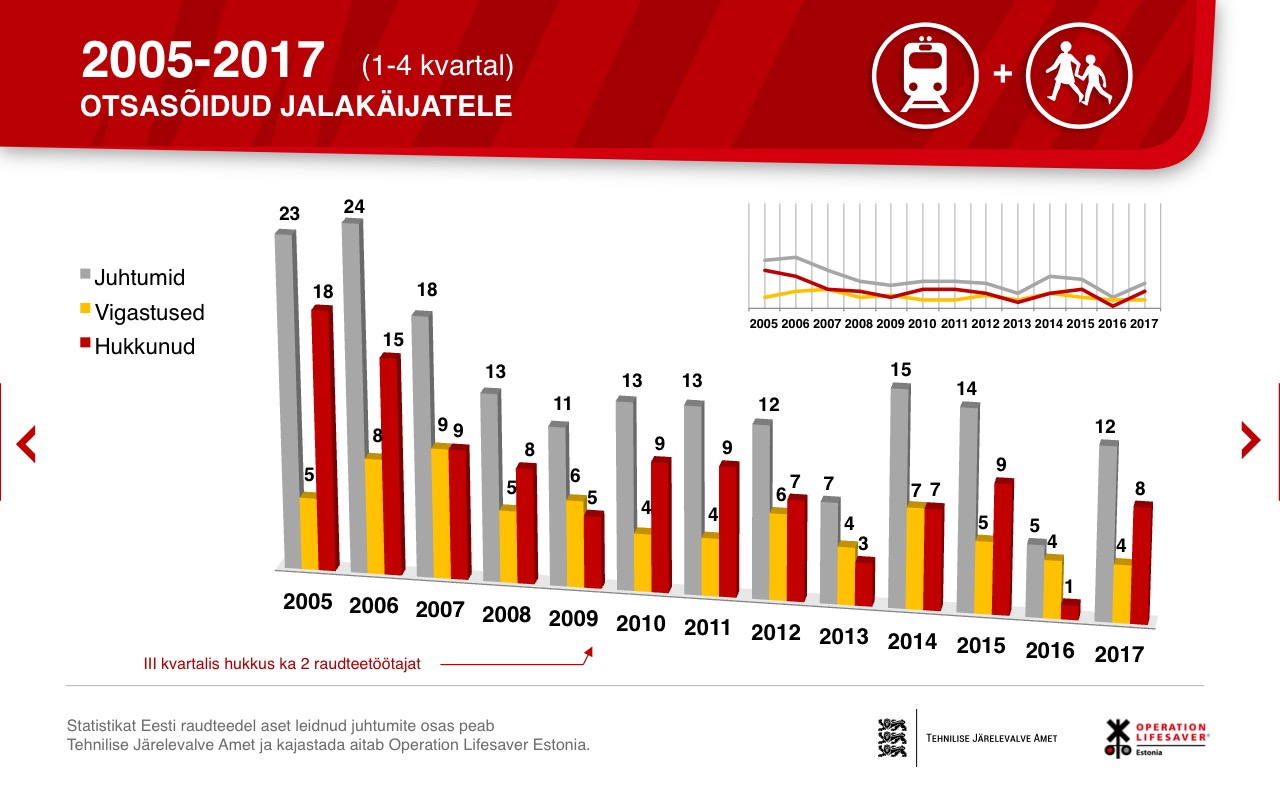 2005-2017 (1-4 kvartal)
OTSASÕIDUD JALAKÄIJATELE
+
Juhtumid
Vigastused
Hukkunud
23 5 18
24 8 15
18 9 9
13 5 8
11 6 5
13 4 9
13 4 9
12 6 7
7 4 3
15 7 7
14 5 9
5 4 1
12 4 8
2005 2006 2007 2008 2009 2010 2011 2012 2013 2014 2015 2016 2017
2005 2006 2007 2008 2009 2010 2011 2012 2013 2014 2015 2016 2017
III kvartalis hukkus ka 2 raudteetöötajat
Statistikat Eesti raudteedel aset leidnud juhtumite osas peab
Tehnilise Järelevalve Amet ja kajastada aitab Operation Lifesaver Estonia.
TEHNILISE JÄRELEVALVE AMET
OPERATION
LIFESAVER®
Estonia